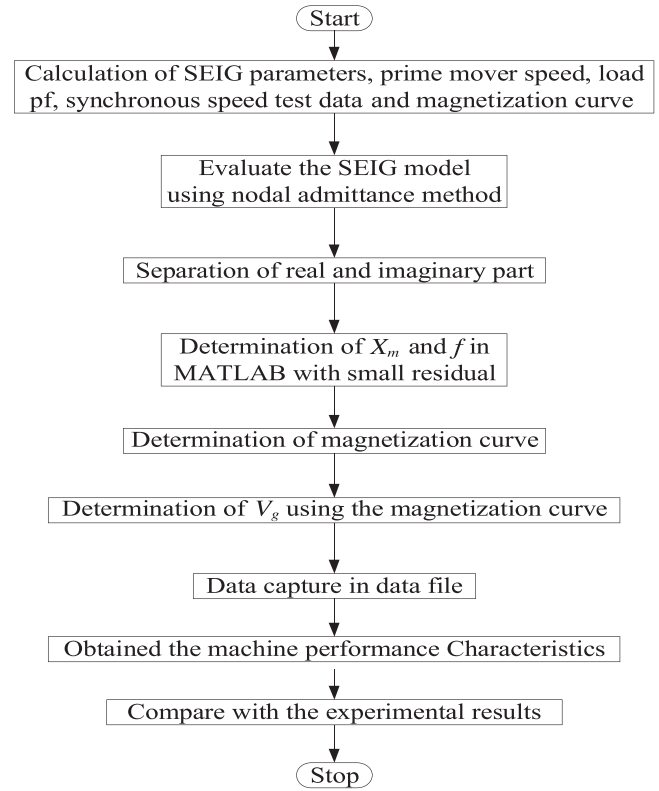 Start
Calculation of SEIG parameters, prime mover speed, load
pf, synchronous speed test data and magnetization curve
Evaluate the SEIG model
using nodal admittance method
Separation of real and imaginary part
Determination of Xm and f in
MATLAB with small residual
Determination of magnetization curve
Determination of Vg using the magnetization curve
Data capture in data file
Obtained the machine performance Characteristics
Compare with the experimental results
Stop